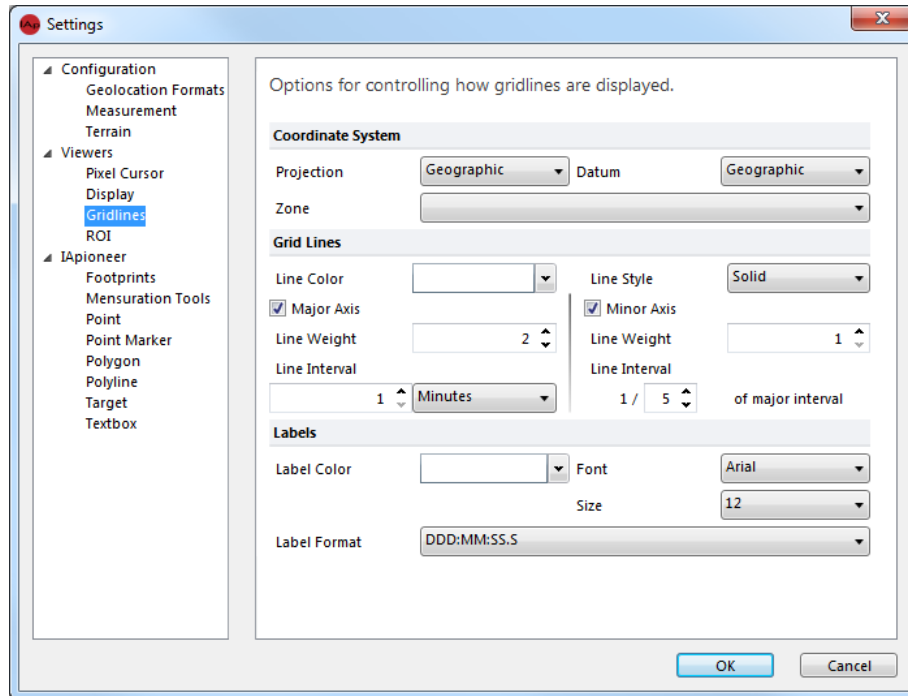 IAp Settings
Configuration
Geolocation Formats
Measurement
Terrain
Viewers
Pixel Cursor
Display
Gridlines
ROI
IApioneer
Footprints
Mensuration Tools
Point
Point Marker
Polygon
Polyline
Target
Textbox
Options for controlling how gridlines are displayed.
Coordinate System
Projection Geographic Datum Geographic
Zone
Grid Lines
Line Color Line Style Solid
Major Axis Minor Axis
Line Weight 2 Line Weight 1
Line Interval Line Interval
1 Minutes 1 / 5 of major interval
Labels
Label Color Font Arial
Size 12
Label Format DDD:MM:SS.S
OK Cancel